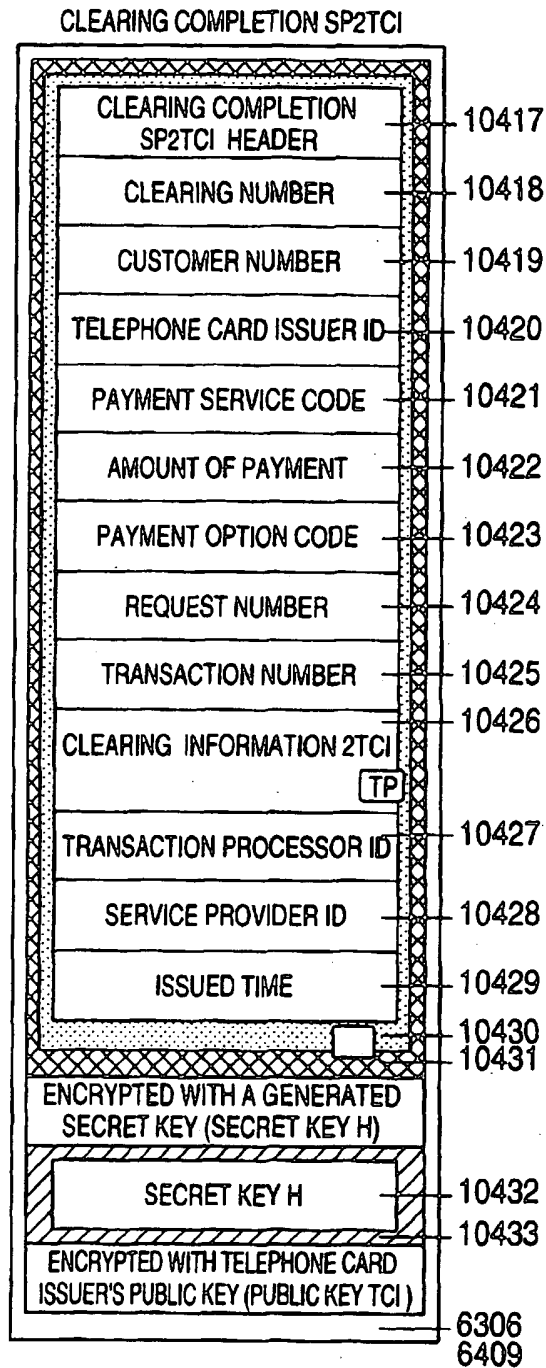 CLEARING COMPLETION SP2TCI
CLEARING COMPLETION
SP2TCI HEADER
10417
CLEARING NUMBER
10418
CUSTOMER NUMBER
10419
TELEPHONE CARD ISSUER ID
10420
PAYMENT SERVICE CODE
10421
AMOUNT OF PAYMENT
10422
PAYMENT OPTION CODE
10423
REQUEST NUMBER
10424
TRANSACTION NUMBER
10425
10426
CLEARING INFORMATION 2TCI
TP
TRANSACTION PROCESSOR ID
10427
SERVICE PROVIDER ID
10428
ISSUED TIME
10429
10430
10431
ENCRYPTED WITH A GENERATED
SECRET KEY (SECRET KEY H)
SECRET KEY H
10432
10433
ENCRYPTED WITH TELEPHONE CARD
ISSUER'S PUBLIC KEY (PUBLIC KEY TCI)
6306
6409